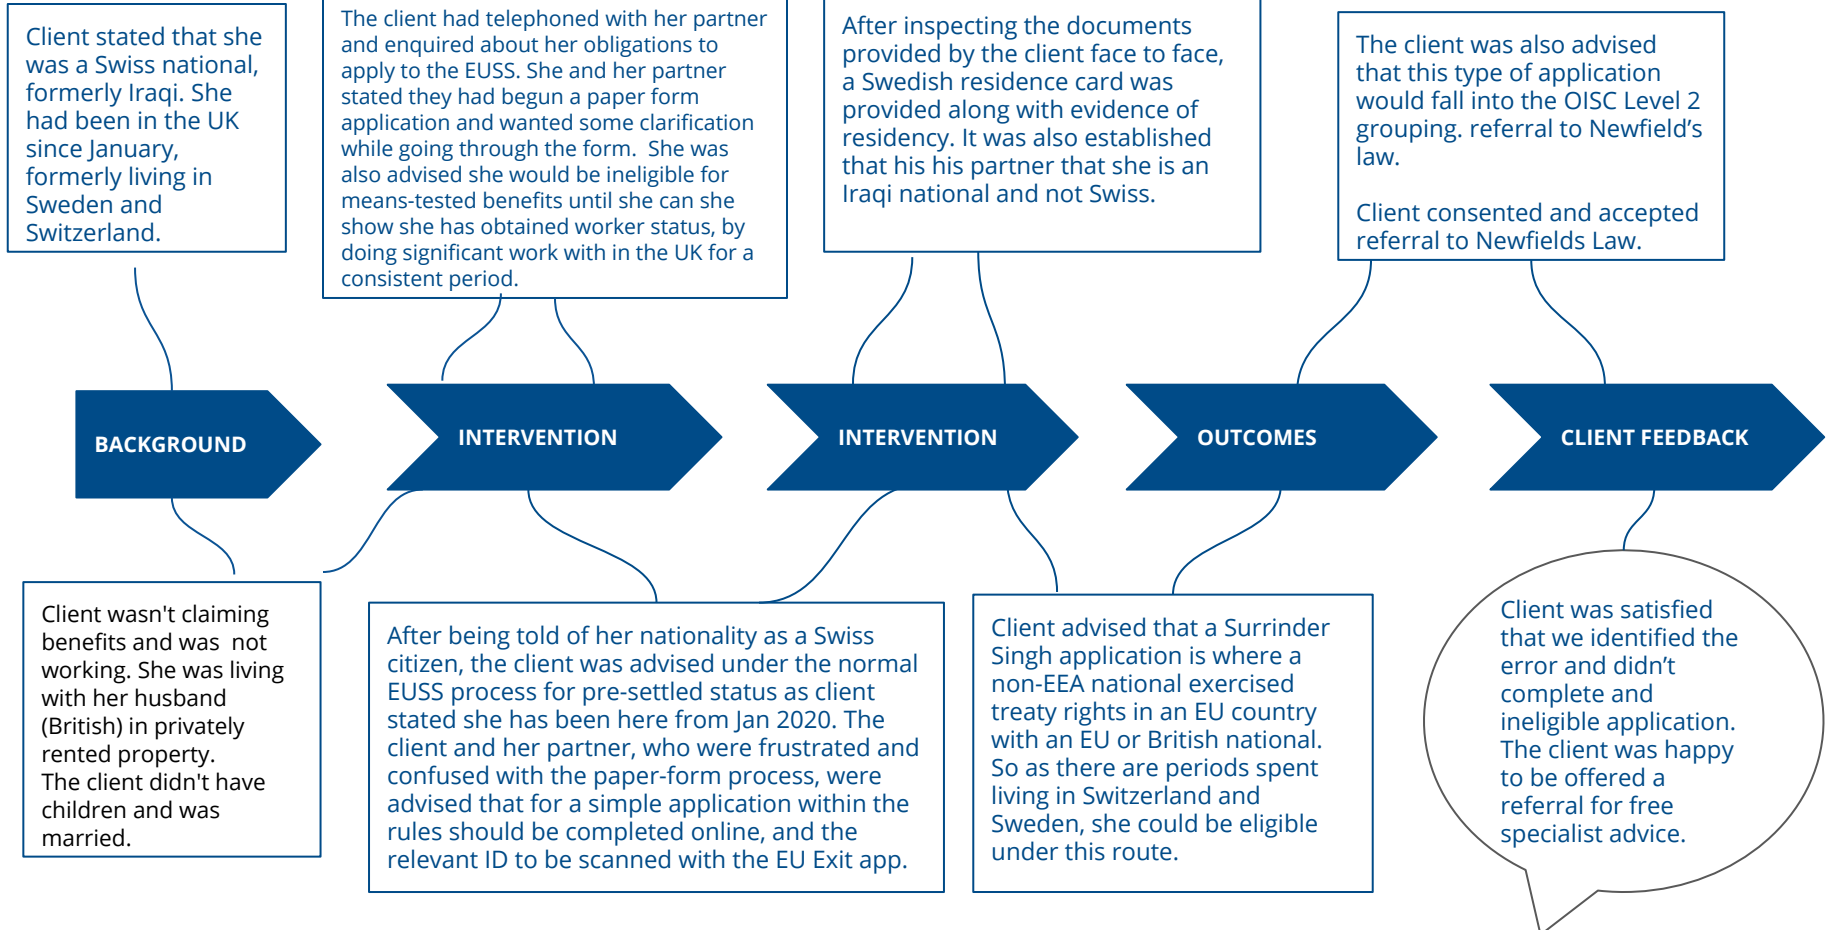 Client stated that she
was a Swiss national,
formerly Iraqi. She
had been in the UK
since January,
formerly living in
Sweden and
Switzerland.
The client had telephoned with her partner
and enquired about her obligations to
apply to the EUSS. She and her partner
stated they had begun a paper form
application and wanted some clarification
while going through the form.  She was
also advised she would be ineligible for
means-tested benefits until she can she
show she has obtained worker status, by
doing significant work with in the UK for a
consistent period.
After inspecting the documents
provided by the client face to face,
a Swedish residence card was
provided along with evidence of
residency. It was also established
that his his partner that she is an
Iraqi national and not Swiss.
The client was also advised
that this type of application
would fall into the OISC Level 2
grouping. referral to Newfield's
law.
Client consented and accepted
referral to Newfields Law.
BACKGROUND
INTERVENTION
INTERVENTION
OUTCOMES
CLIENT FEEDBACK
Client wasn't claiming
benefits and was  not
working. She was living
with her husband
(British) in privately
rented property.
The client didn't have
children and was
married.
After being told of her nationality as a Swiss
citizen, the client was advised under the normal
EUSS process for pre-settled status as client
stated she has been here from Jan 2020. The
client and her partner, who were frustrated and
confused with the paper-form process, were
advised that for a simple application within the
rules should be completed online, and the
relevant ID to be scanned with the EU Exit app.
Client advised that a Surrinder
Singh application is where a
non-EEA national exercised
treaty rights in an EU country
with an EU or British national.
So as there are periods spent
living in Switzerland and
Sweden, she could be eligible
under this route.
Client was satisfied
that we identified the
error and didn't
complete and
ineligible application.
The client was happy
to be offered a
referral for free
specialist advice.